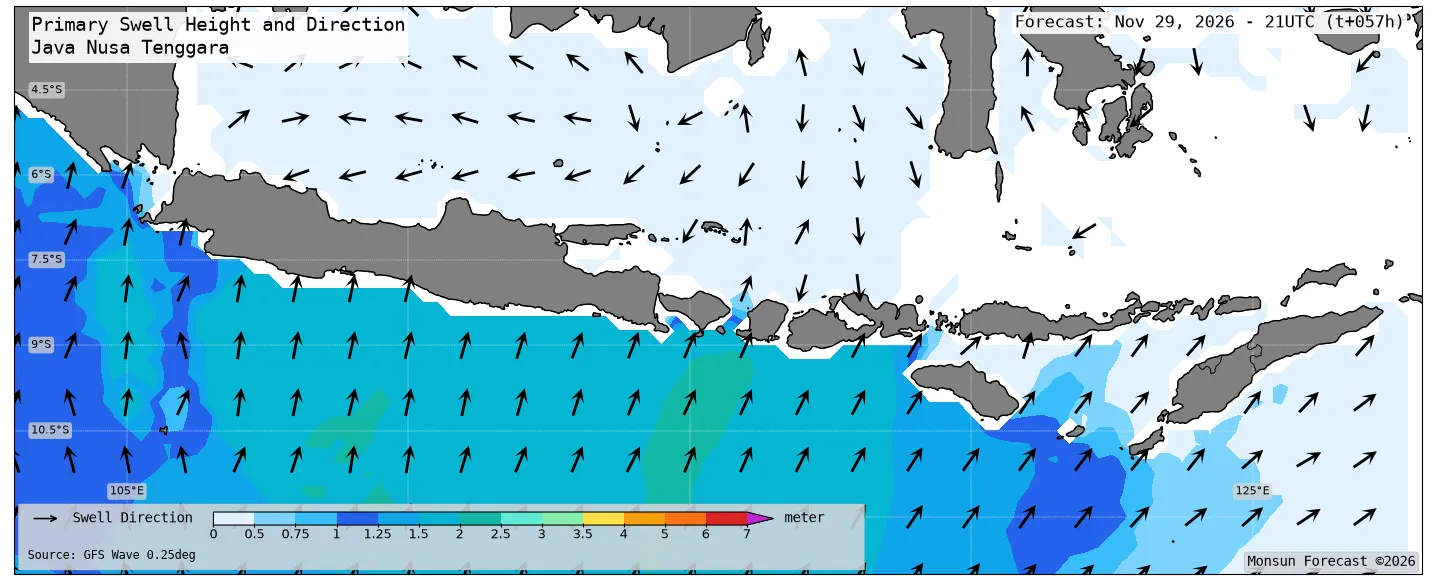 Primary Swell Height and Direction
Java Nusa Tenggara
Forecast: Nov 29, 2026 - 21UTC (t+057h)
4.5°S
6°S
7.5°S
9°S
10.5°S
105°E
125°E
Swell Direction
0 0.5 0.75 1 1.25 1.5 2 2.5 3 3.5 4 5 6 7
meter
Source: GFS Wave 0.25deg
Monsun Forecast ©2026